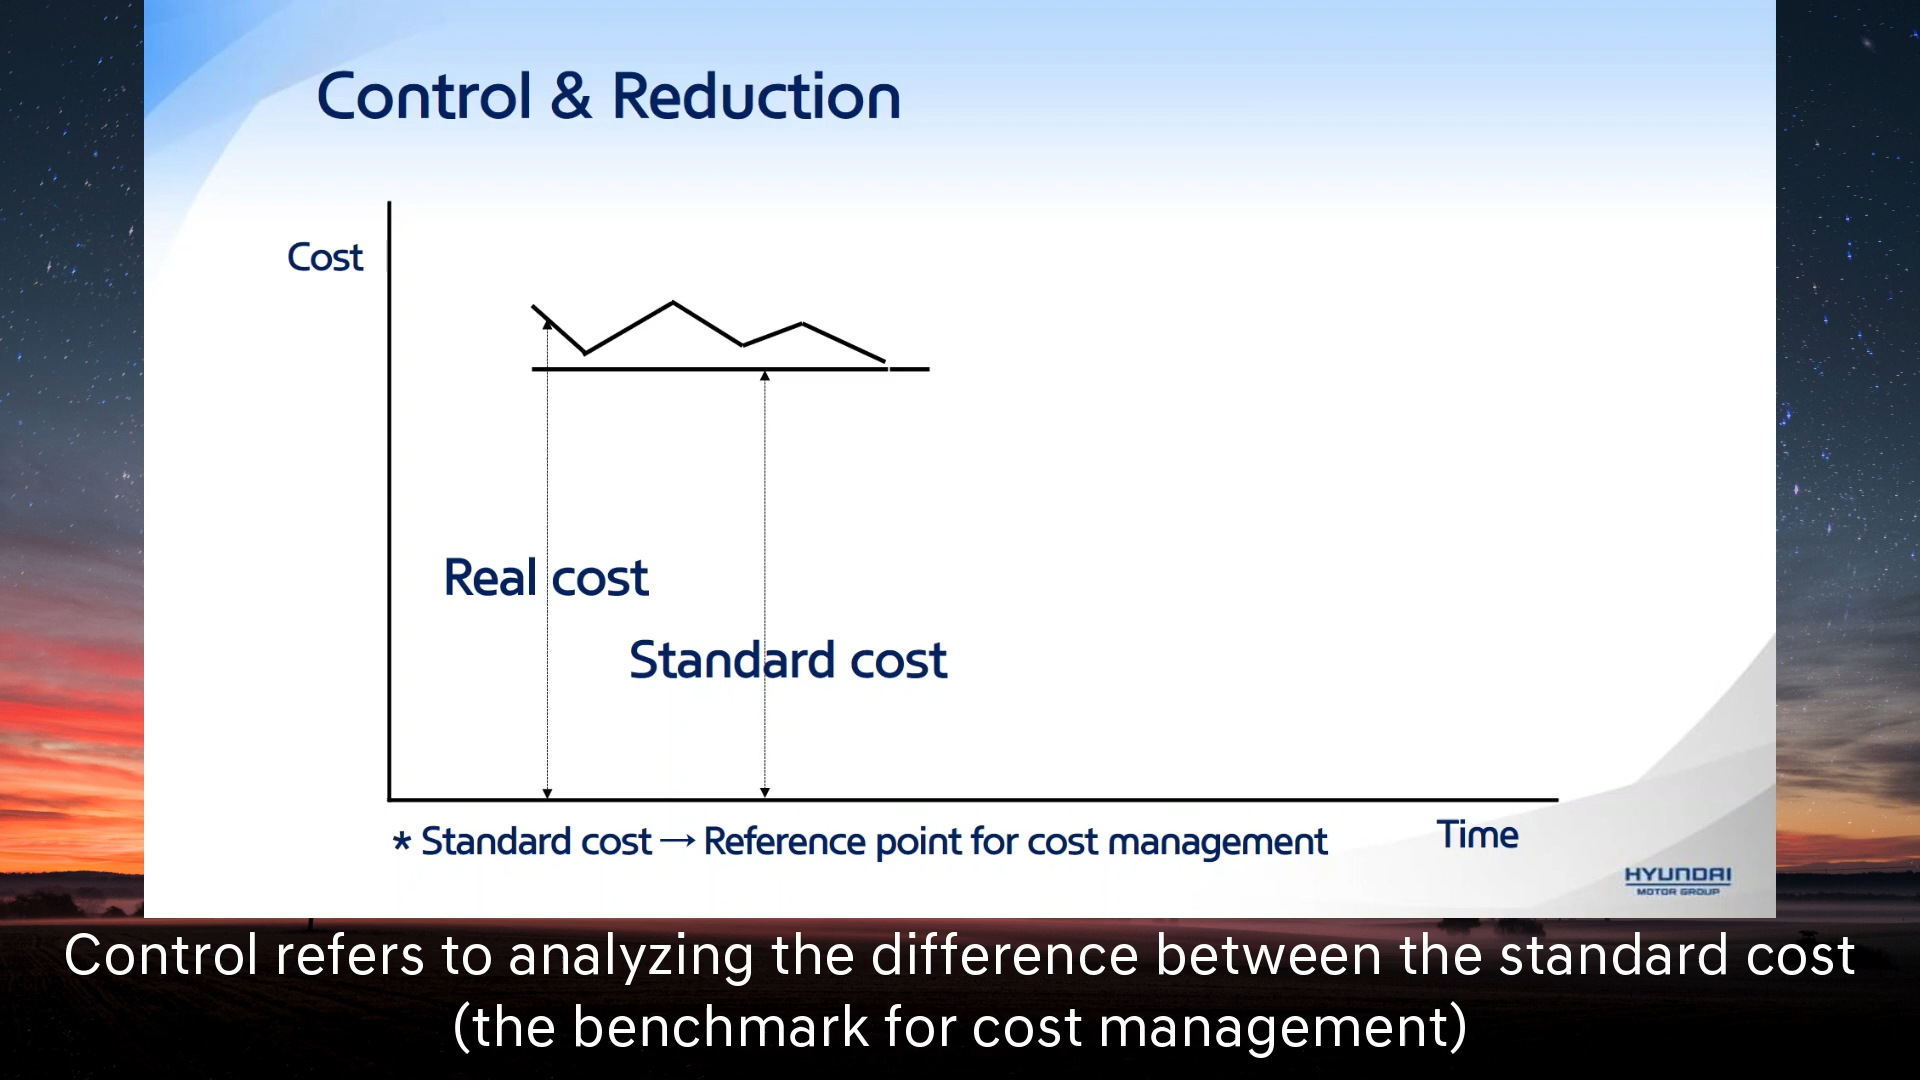 Control & Reduction
Cost
Real cost
Standard cost
* Standard cost → Reference point for cost management
Time
HYUNDAI
MOTOR GROUP
Control refers to analyzing the difference between the standard cost
(the benchmark for cost management)